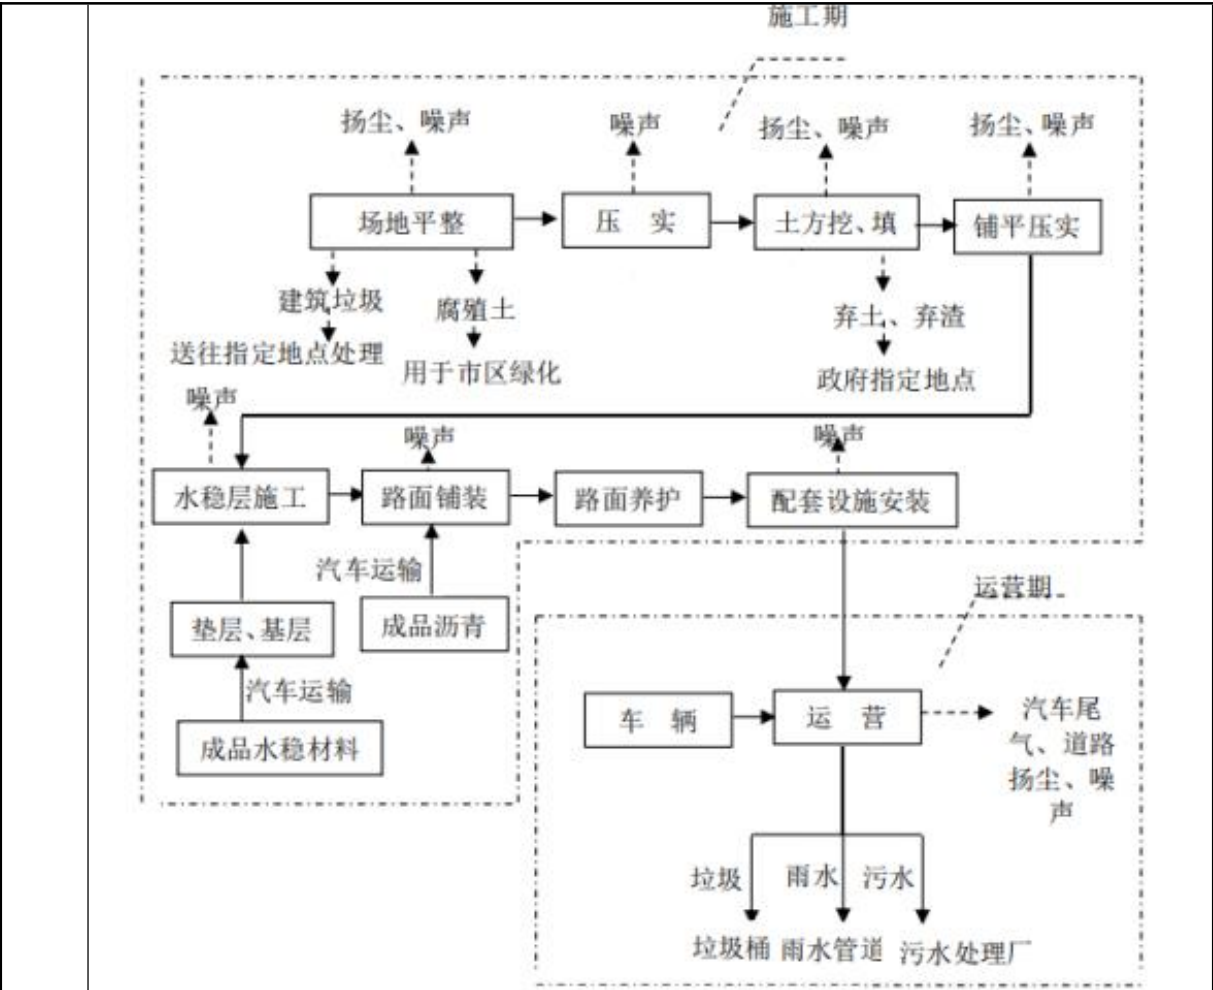 施工期
扬尘、噪声
噪声
扬尘、噪声
扬尘、噪声
场地平整
压 实
土方挖、填
铺平压实
建筑垃圾
腐殖土
弃土、弃渣
送往指定地点处理
用于市区绿化
政府指定地点
噪声
噪声
噪声
水稳层施工
路面铺装
路面养护
配套设施安装
汽车运输
运营期
垫层、基层
成品沥青
汽车运输
成品水稳材料
车 辆
运 营
汽车尾
气、道路
扬尘、噪
声
垃圾
雨水
污水
垃圾桶
雨水管道
污水处理厂